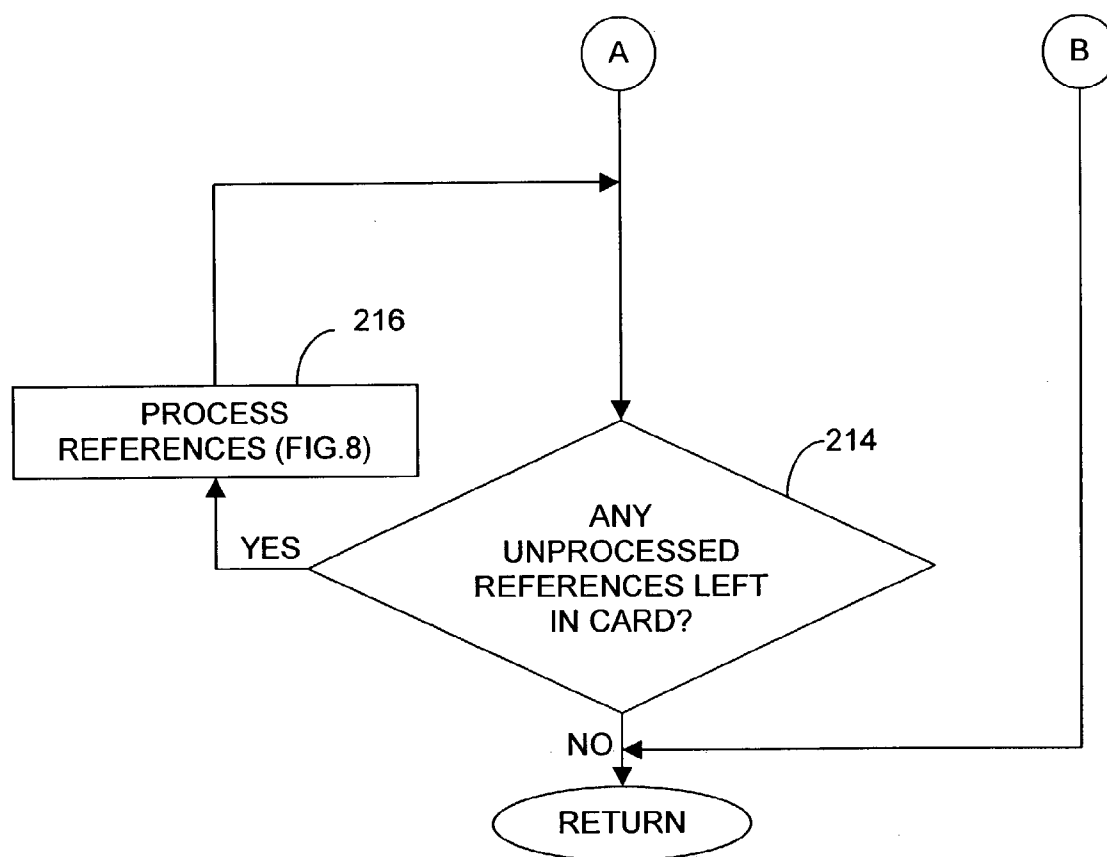 A
B
216
PROCESS
REFERENCES (FIG.8)
214
YES
ANY
UNPROCESSED
REFERENCES LEFT
IN CARD?
NO
RETURN